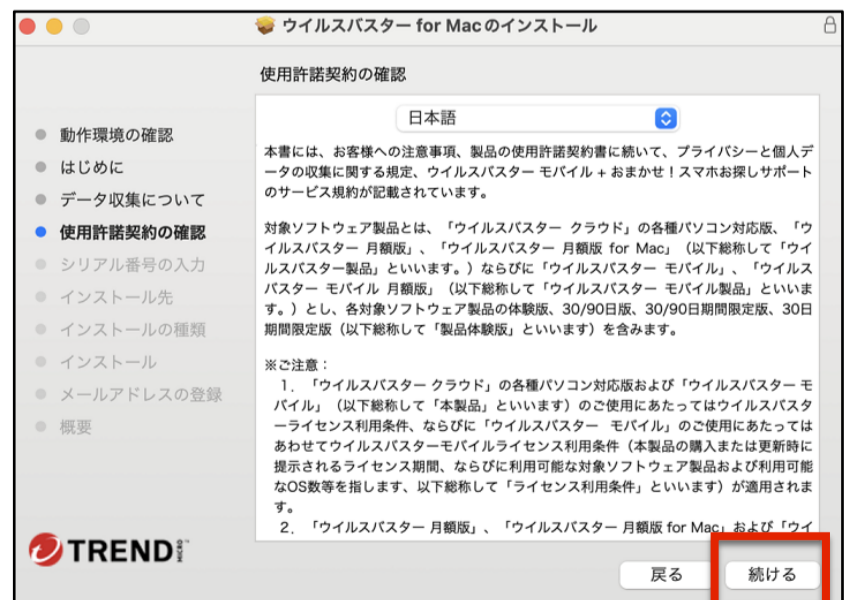 ウイルスバスター for Mac のインストール
使用許諾契約の確認
動作環境の確認
はじめに
データ収集について
使用許諾契約の確認
シリアル番号の入力
インストール先
インストールの種類
インストール
メールアドレスの登録
概要
日本語
本書には、お客様への注意事項、製品の使用許諾契約書に続いて、プライバシーと個人デ
ータの収集に関する規定、ウイルスバスター モバイル + おまかせ！スマホお探しサポート
のサービス規約が記載されています。
対象ソフトウェア製品とは、「ウイルスバスター クラウド」の各種パソコン対応版、「ウ
イルスバスター 月額版」、「ウイルスバスター 月額版 for Mac」（以下総称して「ウイ
ルスバスター製品」といいます。）ならびに「ウイルスバスター モバイル」、「ウイルス
バスター モバイル 月額版」（以下総称して「ウイルスバスター モバイル製品」といいま
す。）とし、各対象ソフトウェア製品の体験版、30/90日版、30/90日期間限定版、30日
期間限定版（以下総称して「製品体験版」といいます）を含みます。
※ご注意：
1. 「ウイルスバスター クラウド」の各種パソコン対応版および「ウイルスバスター モ
バイル」（以下総称して「本製品」といいます）のご使用にあたってはウイルスバスタ
ーライセンス利用条件、ならびに「ウイルスバスター モバイル」のご使用にあたっては
あわせてウイルスバスターモバイルライセンス利用条件（本製品の購入または更新時に
提示されるライセンス期間、ならびに利用可能な対象ソフトウェア製品および利用可能
なOS数等を指します、以下総称して「ライセンス利用条件」といいます）が適用されま
す。
2. 「ウイルスバスター 月額版」、「ウイルスバスター 月額版 for Mac」および「ウイ
TREND MICRO™
戻る
続ける